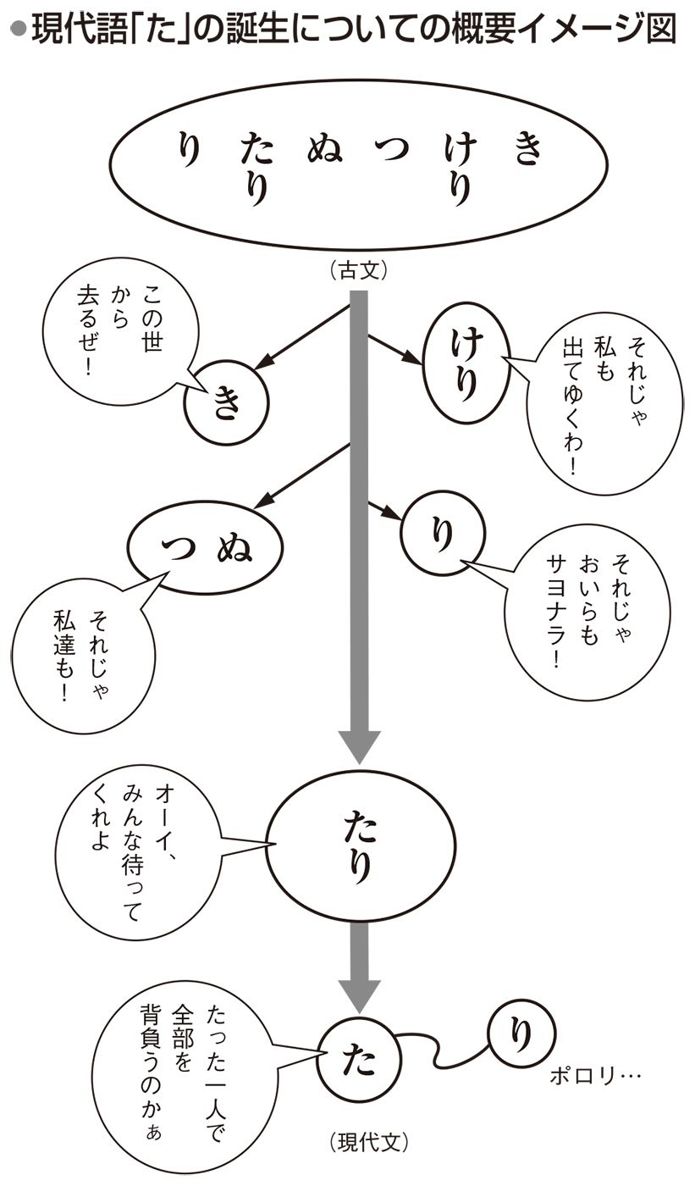 ●現代語「た」の誕生についての概要イメージ図
き
けり
つ
ぬ
たり
り
(古文)
この世
から
去るぜ!
き
けり
それじゃ
私も
出てゆくわ!
ぬ
つ
それじゃ
私達も!
り
それじゃ
おいらも
サヨナラ!
たり
オーイ、
みんな待って
くれよ
た
たった一人で
全部を
背負うのかぁ
り
ポロリ…
(現代文)